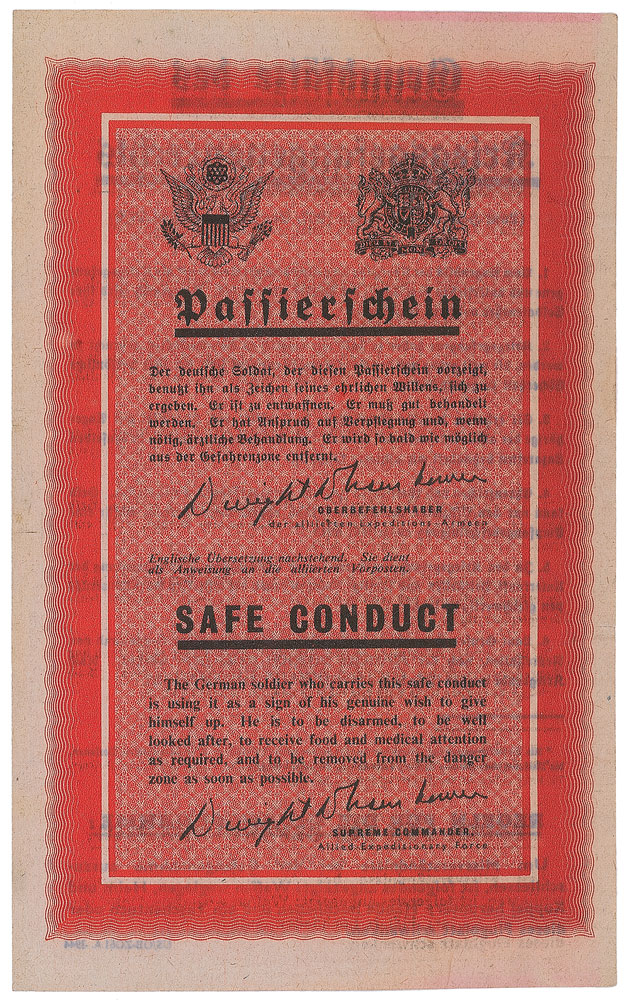 Passierschein
Der deutsche Soldat, der diesen Passierschein vorzeigt,
benutzt ihn als Zeichen seines ehrlichen Willens, sich zu
ergeben. Er ist zu entwaffnen. Er muß gut behandelt
werden. Er hat Anspruch auf Verpflegung und, wenn
nötig, ärztliche Behandlung. Er wird so bald wie möglich
aus der Gefahrenzone entfernt.
Dwight D Eisenhower
OBERBEFEHLSHABER
der alliierten Expeditions-Armeen
Englische Übersetzung nachstehend. Sie dient
als Anweisung an die alliierten Vorposten.
SAFE CONDUCT
The German soldier who carries this safe conduct
is using it as a sign of his genuine wish to give
himself up. He is to be disarmed, to be well
looked after, to receive food and medical attention
as required, and to be removed from the danger
zone as soon as possible.
Dwight D Eisenhower
SUPREME COMMANDER,
Allied Expeditionary Force